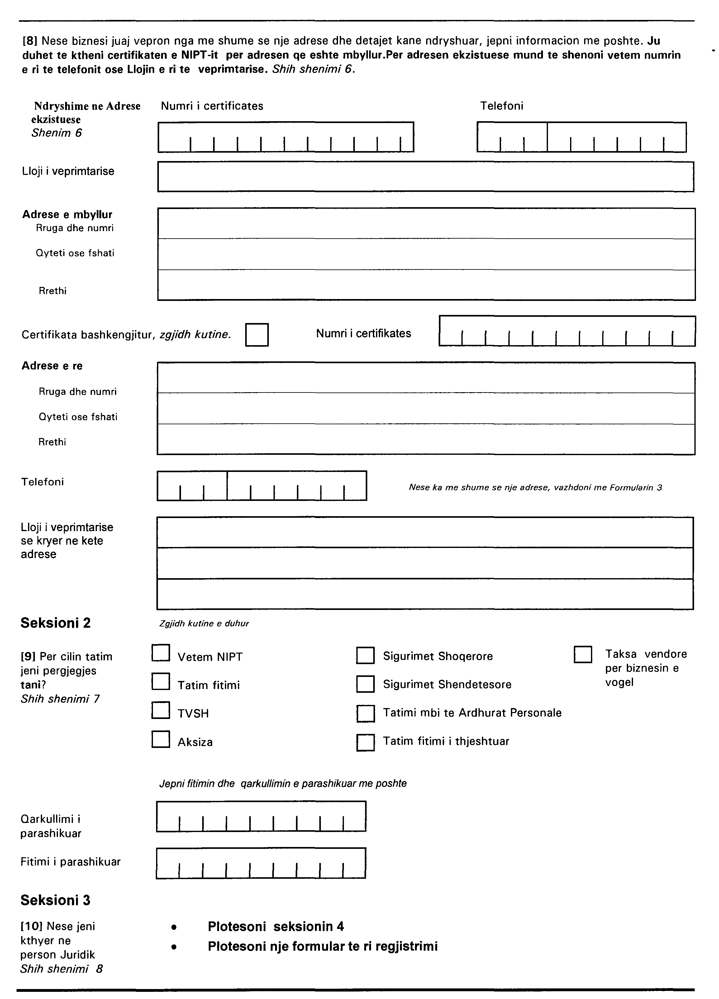 [8] Nese biznesi juaj vepron nga me shume se nje adrese dhe detajet kane ndryshuar, jepni informacion me poshte. Ju
duhet te ktheni certifikaten e NIPT-it per adresen qe eshte mbyllur.Per adresen ekzistuese mund te shenoni vetem numrin
e ri te telefonit ose Llojin e ri te veprimtarise. Shih shenimi 6.
Ndryshime ne Adrese
ekzistuese
Shenim 6
Numri i certificates
Telefoni
Lloji i veprimtarise
Adrese e mbyllur
Rruga dhe numri
Qyteti ose fshati
Rrethi
Certifikata bashkengjitur, zgjidh kutine.
Numri i certifikates
Adrese e re
Rruga dhe numri
Qyteti ose fshati
Rrethi
Telefoni
Nese ka me shume se nje adrese, vazhdoni me Formularin 3
Lloji i veprimtarise
se kryer ne kete
adrese
Seksioni 2
Zgjidh kutine e duhur
[9] Per cilin tatim
jeni pergjegjes
tani?
Shih shenimi 7
Vetem NIPT
Tatim fitimi
TVSH
Aksiza
Sigurimet Shoqerore
Sigurimet Shendetesore
Tatimi mbi te Ardhurat Personale
Tatim fitimi i thjeshtuar
Taksa vendore
per biznesin e
vogel
Jepni fitimin dhe qarkullimin e parashikuar me poshte
Qarkullimi i
parashikuar
Fitimi i parashikuar
Seksioni 3
[10] Nese jeni
kthyer ne
person Juridik
Shih shenimi 8
• Plotesoni seksionin 4
• Plotesoni nje formular te ri regjistrimi